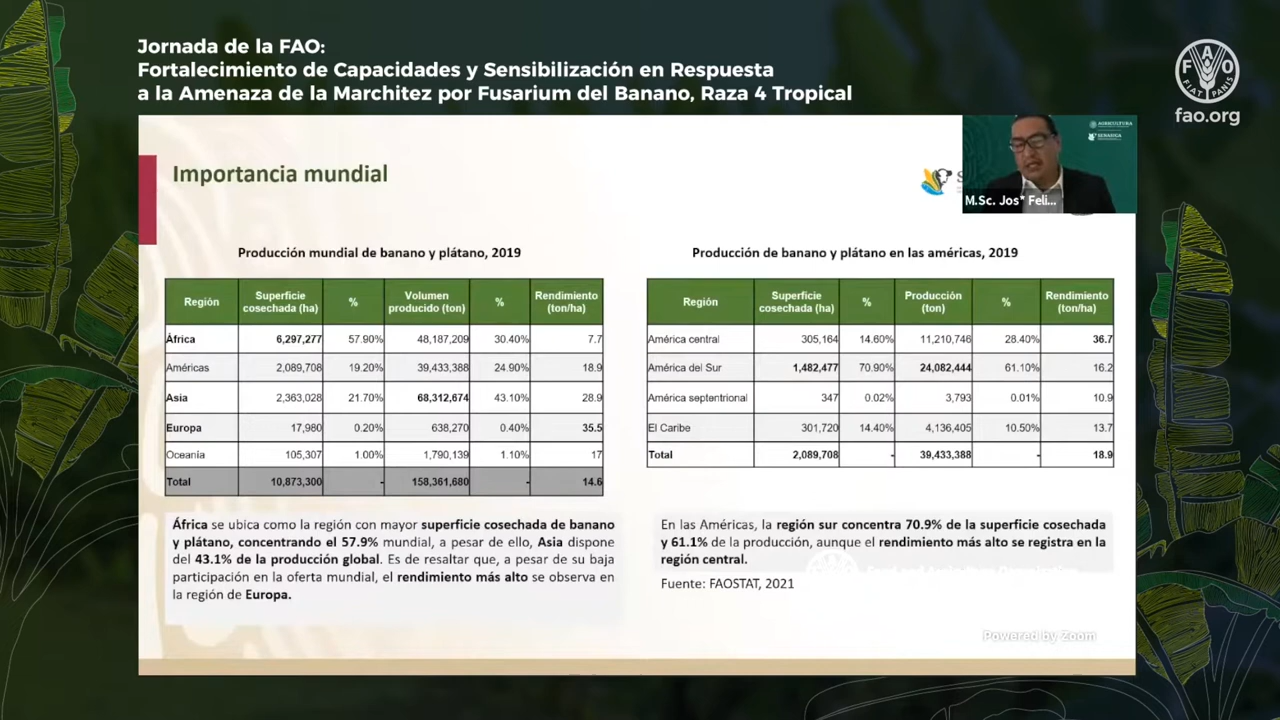 Jornada de la FAO:
Fortalecimiento de Capacidades y Sensibilización en Respuesta
a la Amenaza de la Marchitez por Fusarium del Banano, Raza 4 Tropical
F A O
FIAT PANIS
fao.org
AGRICULTURA
SENASICA
M.Sc. Jos* Feli...
Importancia mundial
Producción mundial de banano y plátano, 2019
Región Superficie cosechada (ha) % Volumen producido (ton) % Rendimiento (ton/ha)
África 6,297,277 57.90% 48,187,209 30.40% 7.7
Américas 2,089,708 19.20% 39,433,388 24.90% 18.9
Asia 2,363,028 21.70% 68,312,674 43.10% 28.9
Europa 17,980 0.20% 638,270 0.40% 35.5
Oceanía 105,307 1.00% 1,790,139 1.10% 17
Total 10,873,300 - 158,361,680 - 14.6
África se ubica como la región con mayor superficie cosechada de banano
y plátano, concentrando el 57.9% mundial, a pesar de ello, Asia dispone
del 43.1% de la producción global. Es de resaltar que, a pesar de su baja
participación en la oferta mundial, el rendimiento más alto se observa en
la región de Europa.
Producción de banano y plátano en las américas, 2019
Región Superficie cosechada (ha) % Producción (ton) % Rendimiento (ton/ha)
América central 305,164 14.60% 11,210,746 28.40% 36.7
América del Sur 1,482,477 70.90% 24,082,444 61.10% 16.2
América septentrional 347 0.02% 3,793 0.01% 10.9
El Caribe 301,720 14.40% 4,136,405 10.50% 13.7
Total 2,089,708 - 39,433,388 - 18.9
En las Américas, la región sur concentra 70.9% de la superficie cosechada
y 61.1% de la producción, aunque el rendimiento más alto se registra en la
región central.
Fuente: FAOSTAT, 2021
Powered by Zoom